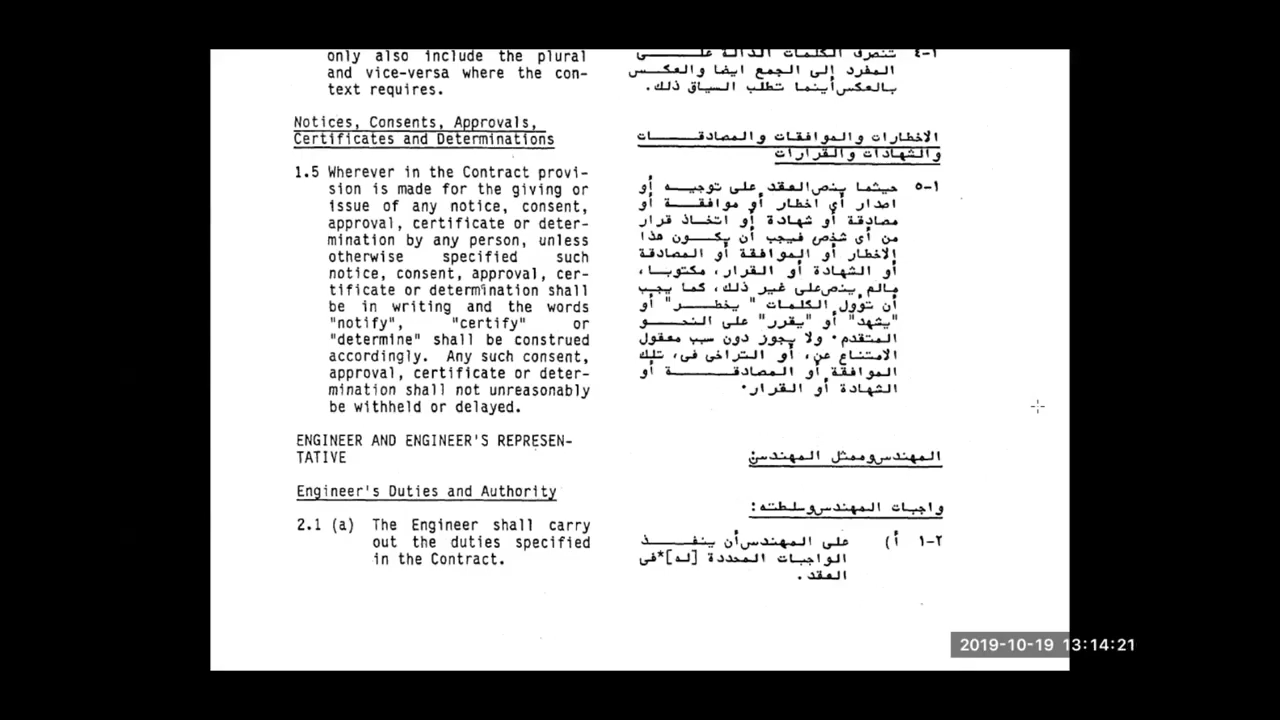 only also include the plural
and vice-versa where the con-
text requires.
Notices, Consents, Approvals,
Certificates and Determinations
1.5 Wherever in the Contract provi-
sion is made for the giving or
issue of any notice, consent,
approval, certificate or deter-
mination by any person, unless
otherwise specified such
notice, consent, approval, cer-
tificate or determination shall
be in writing and the words
"notify", "certify" or
"determine" shall be construed
accordingly. Any such consent,
approval, certificate or deter-
mination shall not unreasonably
be withheld or delayed.
ENGINEER AND ENGINEER'S REPRESEN-
TATIVE
Engineer's Duties and Authority
2.1 (a) The Engineer shall carry
out the duties specified
in the Contract.
١-٤ تنصرف الكلمات الدالة على
المفرد إلى الجمع ايضا والعكس
بالعكس أينما تطلب السياق ذلك.
الاخطارات والموافقات والمصادقات
والشهادات والقرارات
١-٥ حيثما ينص العقد على توجيه أو
اصدار أي اخطار أو موافقة أو
مصادقة أو شهادة أو اتخاذ قرار
من أى شخص فيجب أن يكون هذا
الاخطار أو الموافقة أو المصادقة
أو الشهادة أو القرار، مكتوبا،
مالم ينص على غير ذلك، كما يجب
أن تؤول الكلمات " يخطر" أو
"يشهد" أو "يقرر" على النحو
المتقدم. ولا يجوز دون سبب معقول
الامتناع عن، أو التراخى فى، تلك
الموافقة أو المصادقة أو
الشهادة أو القرار.
المهندس وممثل المهندس:
واجبات المهندس وسلطته:
٢-١ أ) على المهندس أن ينفذ
الواجبات المحددة [له]*فى
العقد.
2019-10-19 13:14:21